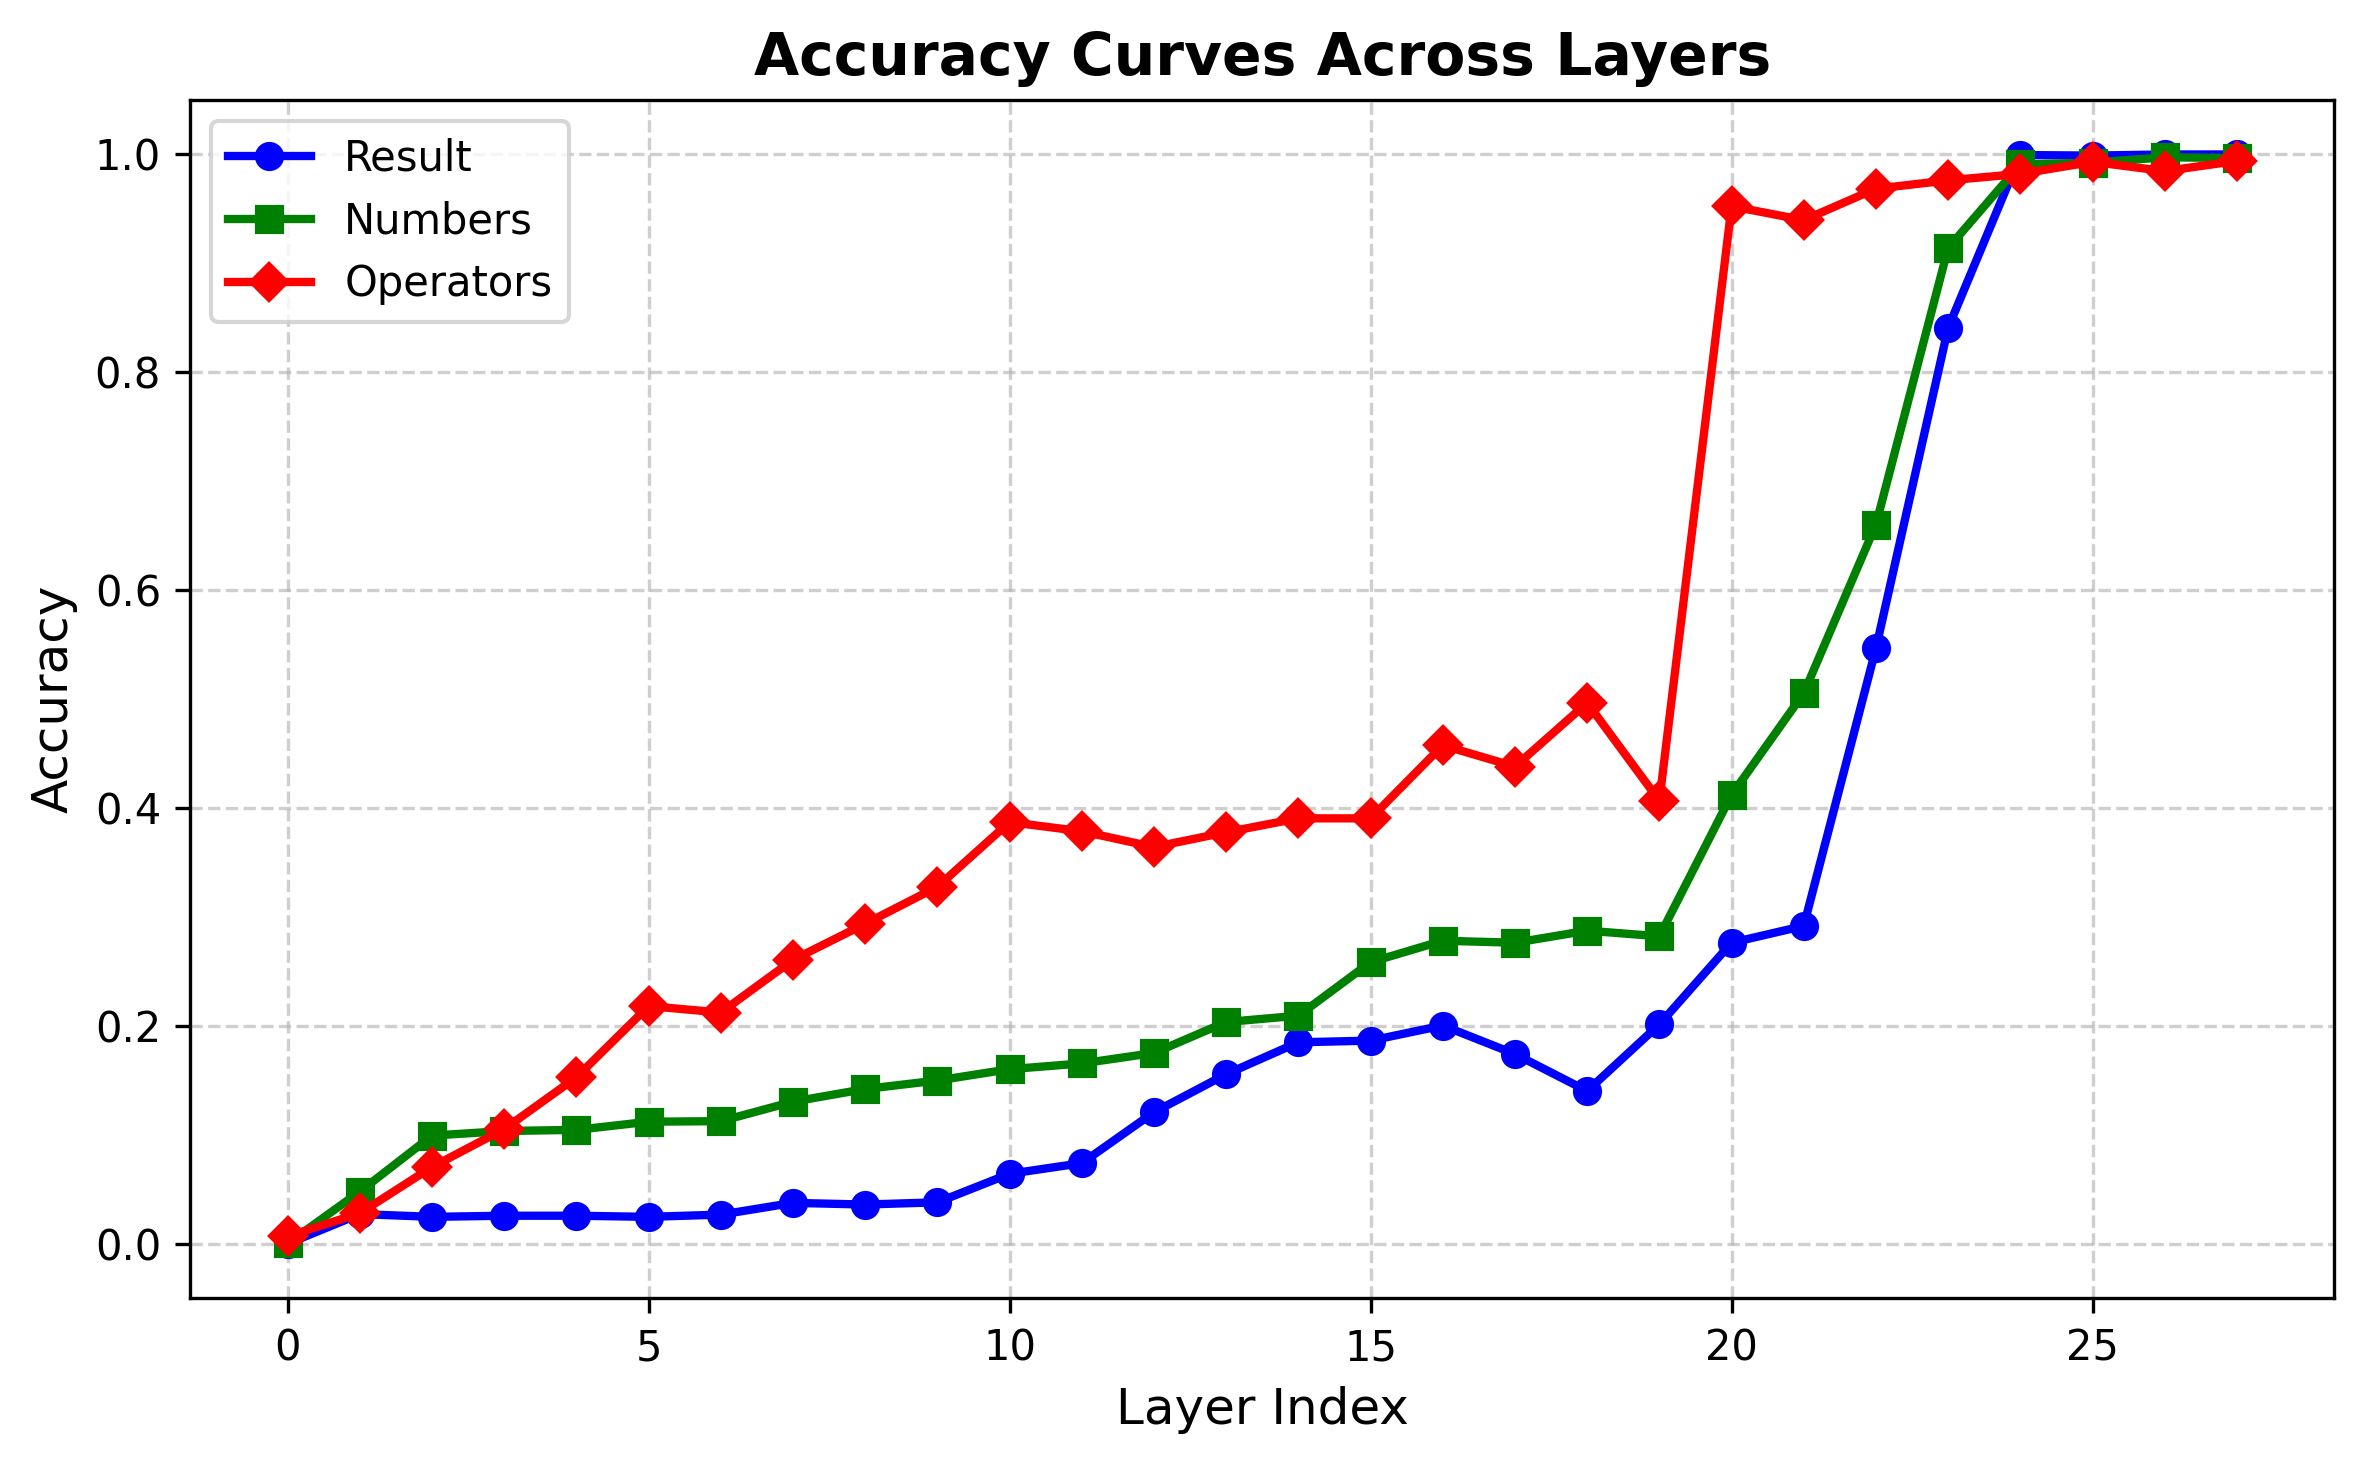 Accuracy Curves Across Layers
Result
Numbers
Operators
1.0
0.8
0.6
0.4
0.2
0.0
Accuracy
0 5 10 15 20 25
Layer Index